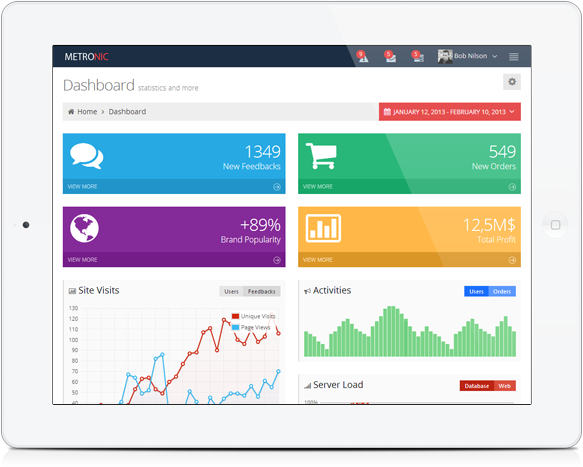 METRONIC
9
5
5
Bob Nilson
Dashboard statistics and more
Home > Dashboard
JANUARY 12, 2013 - FEBRUARY 10, 2013
1349
New Feedbacks
VIEW MORE
549
New Orders
VIEW MORE
+89%
Brand Popularity
VIEW MORE
12,5M$
Total Profit
VIEW MORE
Site Visits
Users
Feedbacks
Unique Visits
Page Views
130
120
110
100
90
80
70
60
50
40
Activities
Users
Orders
Server Load
Database
Web
100%